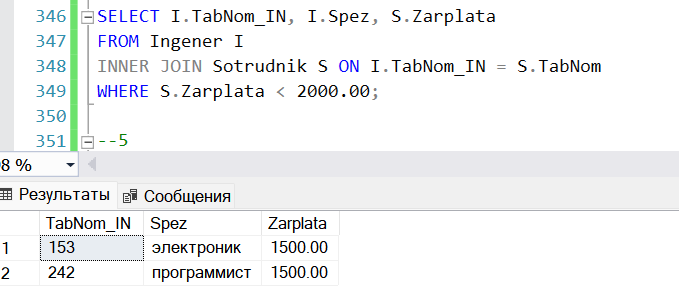 346 SELECT I.TabNom_IN, I.Spez, S.Zarplata
347 FROM Ingener I
348 INNER JOIN Sotrudnik S ON I.TabNom_IN = S.TabNom
349 WHERE S.Zarplata < 2000.00;
350
351 --5
98 %
Результаты Сообщения
TabNom_IN Spez Zarplata
1 153 электроник 1500.00
2 242 программист 1500.00